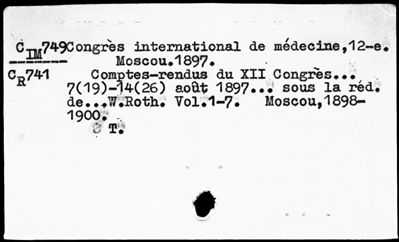 C IM 749 Congrès international de médecine,12-e.
Moscou.1897.
C R 741 Comptes-rendus du XII Congrès...
7(19)-14(26) août 1897... sous la réd.
de...W.Roth. Vol.1-7. Moscou,1898-
1900.
8 T.